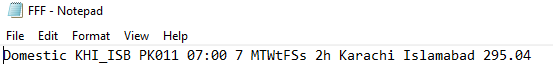 FFF - Notepad
File Edit Format View Help
Domestic KHI_ISB PK011 07:00 7 MTWtFSs 2h Karachi Islamabad 295.04